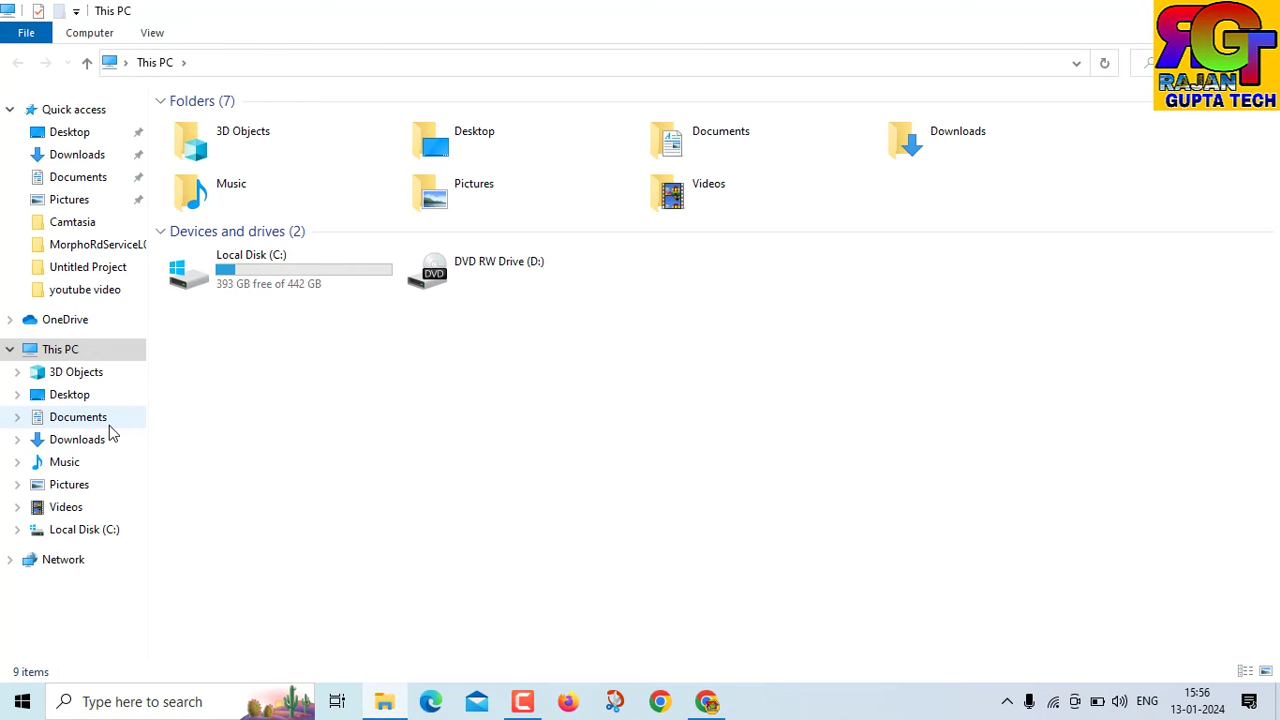 This PC
File Computer View
This PC
RGT
RAJAN
GUPTA TECH
Quick access
Desktop
Downloads
Documents
Pictures
Camtasia
MorphoRdServiceL0
Untitled Project
youtube video
OneDrive
This PC
3D Objects
Desktop
Documents
Downloads
Music
Pictures
Videos
Local Disk (C:)
Network
Folders (7)
3D Objects
Desktop
Documents
Downloads
Music
Pictures
Videos
Devices and drives (2)
Local Disk (C:)
393 GB free of 442 GB
DVD
DVD RW Drive (D:)
9 items
Type here to search
ENG
15:56
13-01-2024